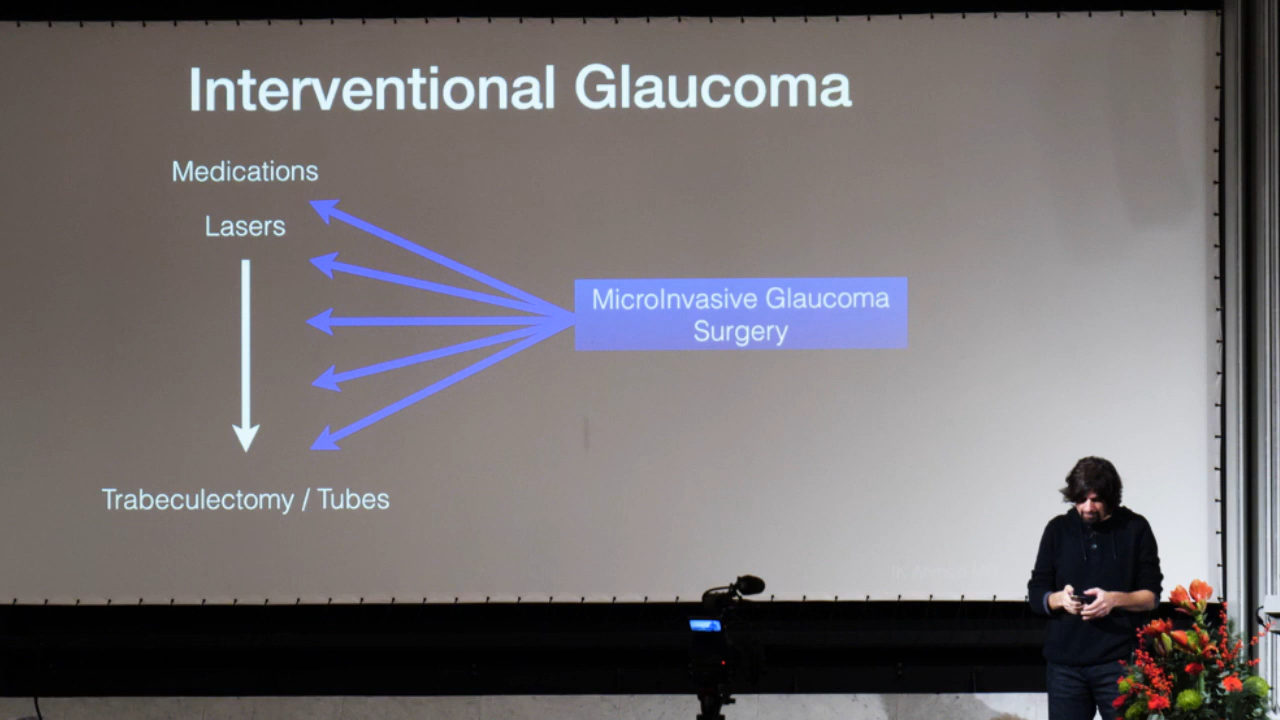 Interventional Glaucoma
Medications
Lasers
MicroInvasive Glaucoma
Surgery
Trabeculectomy / Tubes